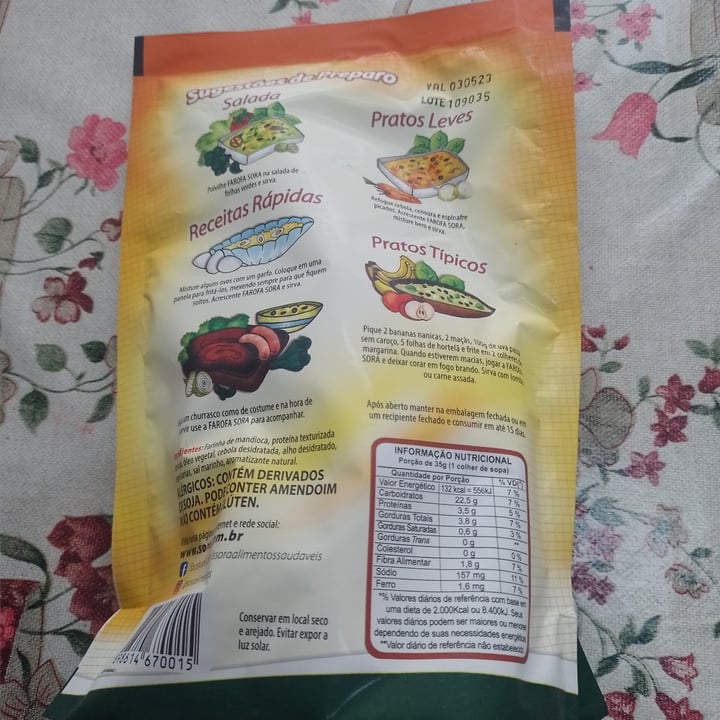 Sugestões de Preparo
VAL 030523
LOTE 109035
Salada
Polvilhe FAROFA SORA na salada de
folhas verdes e sirva.
Pratos Leves
Refogue cebola, cenoura e espinafre
picados. Acrescente FAROFA SORA,
misture bem e sirva.
Receitas Rápidas
Misture alguns ovos com um garfo. Coloque em uma
panela para fritá-los, mexendo sempre para que fiquem
soltos. Acrescente FAROFA SORA e sirva.
Pratos Típicos
Pique 2 bananas nanicas, 2 maçãs, 100g de uva
sem caroço, 5 folhas de hortelã e frite em 2 colheres
margarina. Quando estiverem macias, jogar a
SORA e deixar corar em fogo brando. Sirva com
ou carne assada.
um churrasco como de costume e na hora de
use a FAROFA SORA para acompanhar.
Após aberto manter na embalagem fechada ou em
um recipiente fechado e consumir em até 15 dias.
Farinha de mandioca, proteína texturizada
óleo vegetal, cebola desidratada, alho desidratado,
sal marinho, aromatizante natural.
CONTÉM DERIVADOS
SOJA. PODE CONTER AMENDOIM
NÃO CONTÉM GLÚTEN.
e rede social:
soraalimentossaudaveis
INFORMAÇÃO NUTRICIONAL
Porção de 35g (1 colher de sopa)
Quantidade por Porção % VD(*)
Valor Energético 132 kcal = 556kJ 7 %
Carboidratos 22,5 g 7 %
Proteínas 3,5 g 5 %
Gorduras Totais 3,8 g 7 %
Gorduras Saturadas 0,6 g 3 %
Gorduras Trans 0 g **
Colesterol 0 g 0 %
Fibra Alimentar 1,8 g 7 %
Sódio 157 mg 11 %
Ferro 1,6 mg 7 %
*% Valores diários de referência com base em
uma dieta de 2.000Kcal ou 8.400kJ. Seus
valores diários podem ser maiores ou menores
dependendo de suas necessidades energéticas
**Valor diário de referência não estabelecido
Conservar em local seco
e arejado. Evitar expor a
luz solar.
614 670015